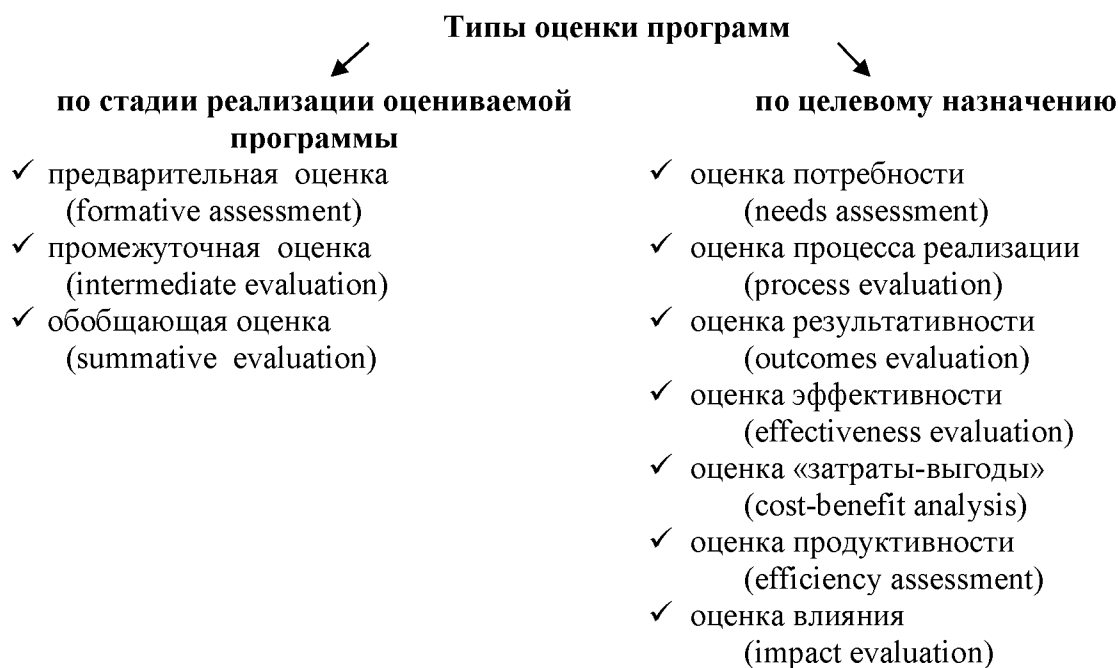 Типы оценки программ
по стадии реализации оцениваемой
программы
✓ предварительная оценка
(formative assessment)
✓ промежуточная оценка
(intermediate evaluation)
✓ обобщающая оценка
(summative evaluation)
по целевому назначению
✓ оценка потребности
(needs assessment)
✓ оценка процесса реализации
(process evaluation)
✓ оценка результативности
(outcomes evaluation)
✓ оценка эффективности
(effectiveness evaluation)
✓ оценка «затраты-выгоды»
(cost-benefit analysis)
✓ оценка продуктивности
(efficiency assessment)
✓ оценка влияния
(impact evaluation)